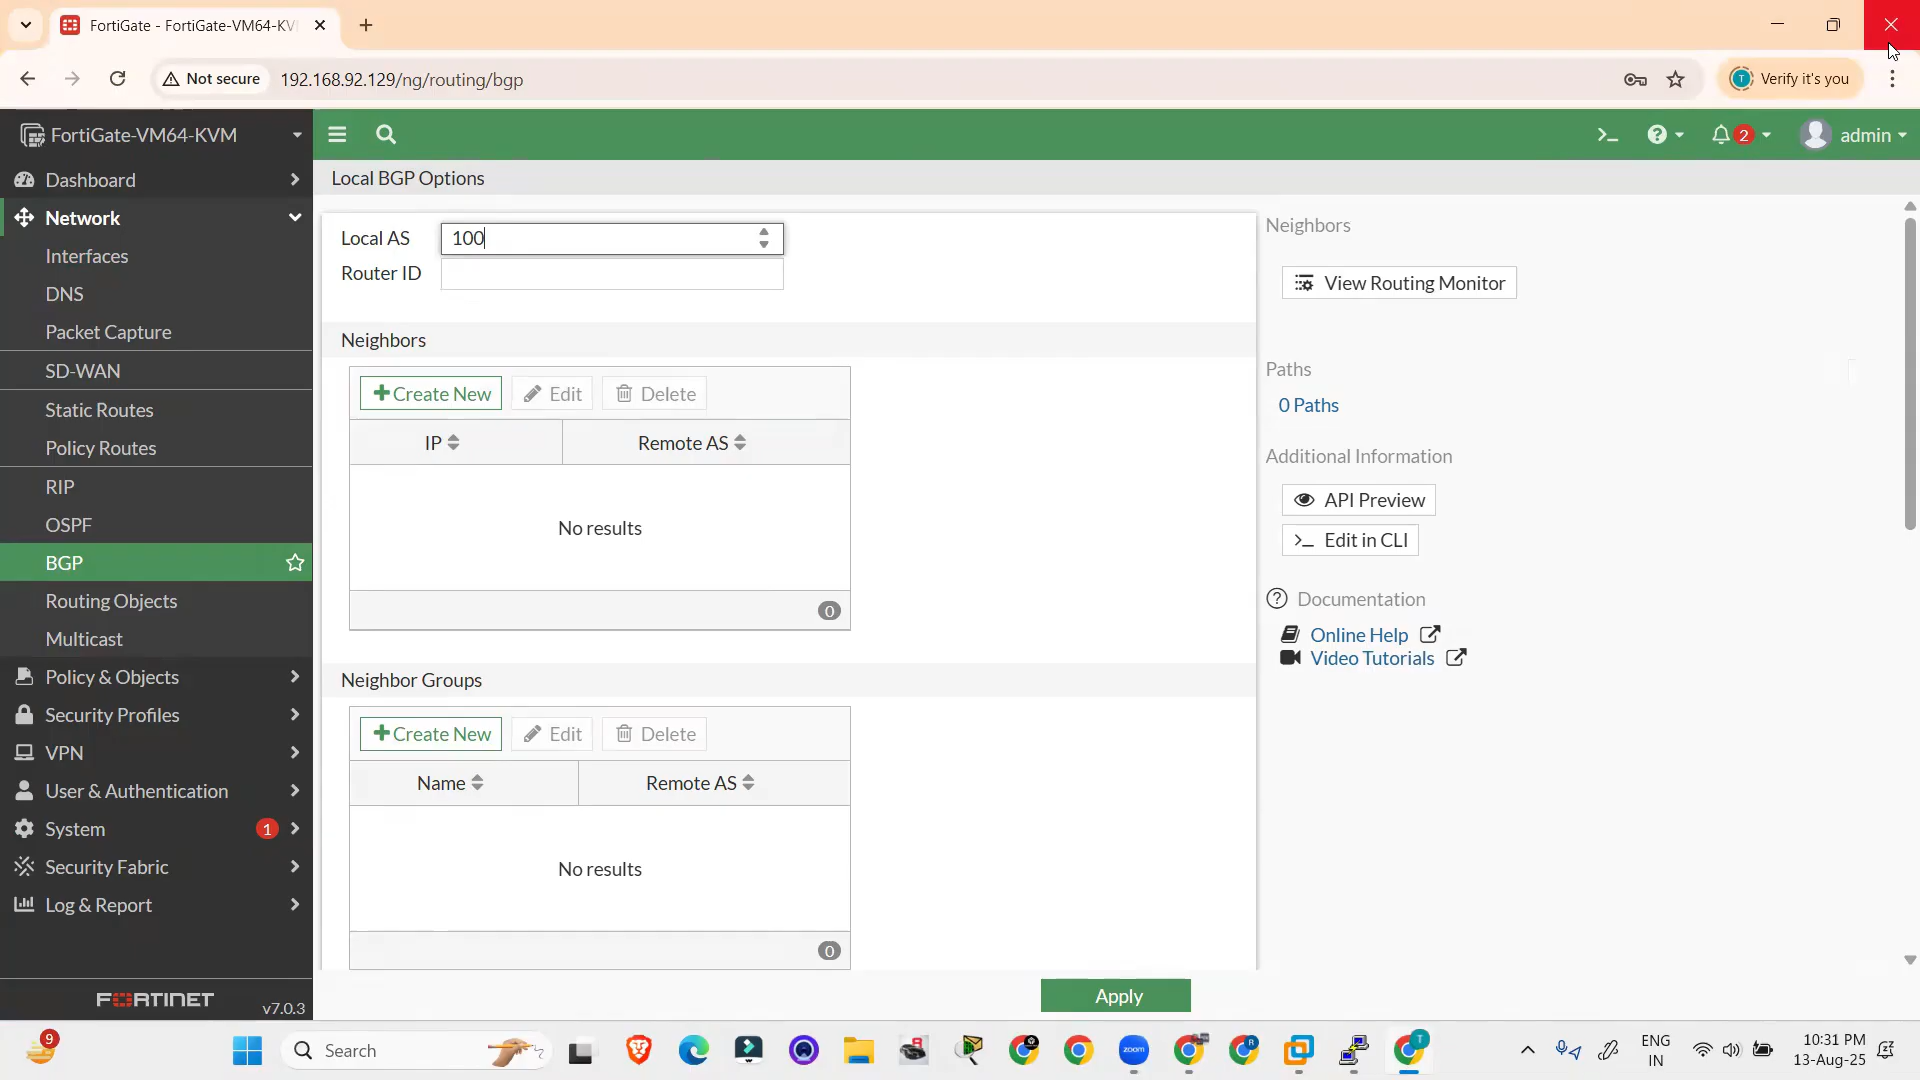 FortiGate - FortiGate-VM64-KV
Not secure
192.168.92.129/ng/routing/bgp
Verify it's you
FortiGate-VM64-KVM
2
admin
Dashboard
Network
Interfaces
DNS
Packet Capture
SD-WAN
Static Routes
Policy Routes
RIP
OSPF
BGP
Routing Objects
Multicast
Policy & Objects
Security Profiles
VPN
User & Authentication
System
1
Security Fabric
Log & Report
FORTINET
v7.0.3
Local BGP Options
Local AS
100
Router ID
Neighbors
Create New
Edit
Delete
IP
Remote AS
No results
0
Neighbor Groups
Create New
Edit
Delete
Name
Remote AS
No results
0
Apply
Neighbors
View Routing Monitor
Paths
0 Paths
Additional Information
API Preview
Edit in CLI
Documentation
Online Help
Video Tutorials
9
Search
zoom
R
T
ENG
IN
10:31 PM
13-Aug-25